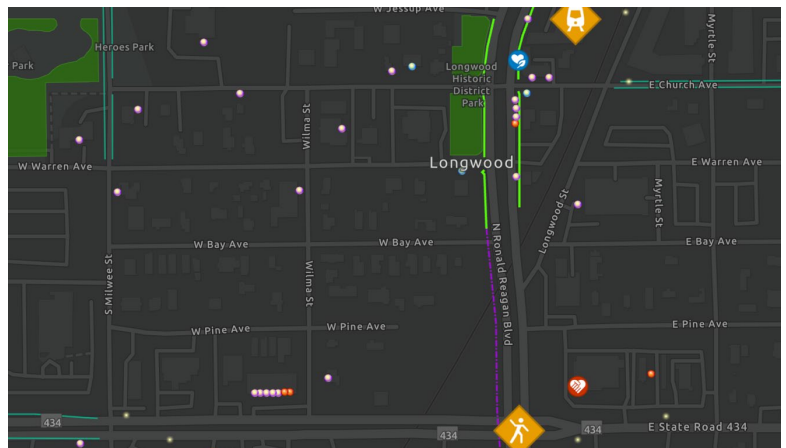 W Jessup Ave
Myrtle St
Heroes Park
Park
Longwood
Historic
District
Park
E Church Ave
Wilma St
W Warren Ave
Longwood
E Warren Ave
Myrtle St
Longwood St
W Bay Ave
W Bay Ave
E Bay Ave
N Ronald Reagan Blvd
S Milwee St
Wilma St
W Pine Ave
W Pine Ave
E Pine Ave
434
434
434
E State Road 434